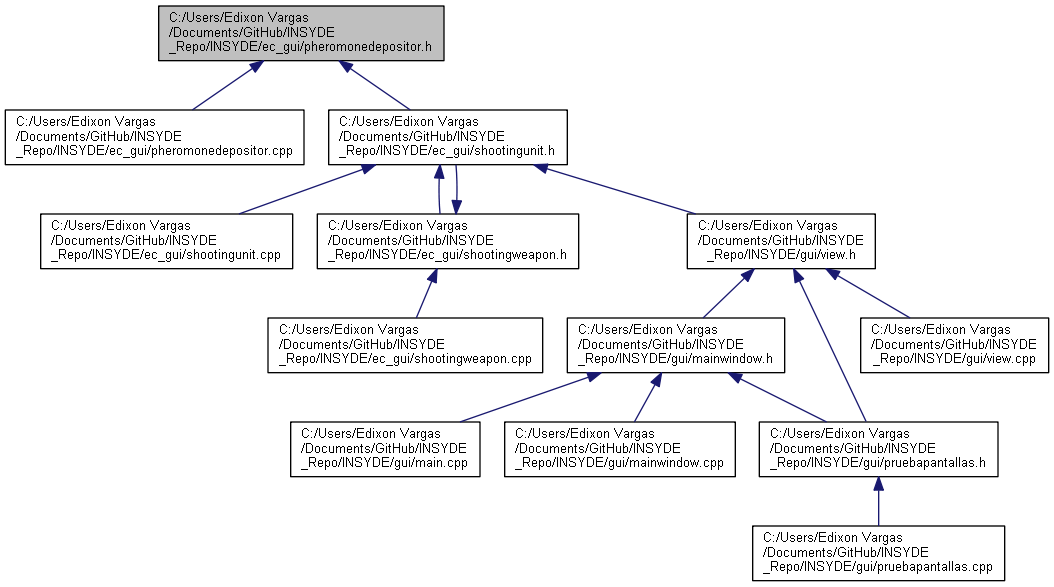 C:/Users/Edixon Vargas
/Documents/GitHub/INSYDE
_Repo/INSYDE/ec_gui/pheromonedepositor.h
C:/Users/Edixon Vargas
/Documents/GitHub/INSYDE
_Repo/INSYDE/ec_gui/pheromonedepositor.cpp
C:/Users/Edixon Vargas
/Documents/GitHub/INSYDE
_Repo/INSYDE/ec_gui/shootingunit.h
C:/Users/Edixon Vargas
/Documents/GitHub/INSYDE
_Repo/INSYDE/ec_gui/shootingunit.cpp
C:/Users/Edixon Vargas
/Documents/GitHub/INSYDE
_Repo/INSYDE/ec_gui/shootingweapon.h
C:/Users/Edixon Vargas
/Documents/GitHub/INSYDE
_Repo/INSYDE/gui/view.h
C:/Users/Edixon Vargas
/Documents/GitHub/INSYDE
_Repo/INSYDE/ec_gui/shootingweapon.cpp
C:/Users/Edixon Vargas
/Documents/GitHub/INSYDE
_Repo/INSYDE/gui/mainwindow.h
C:/Users/Edixon Vargas
/Documents/GitHub/INSYDE
_Repo/INSYDE/gui/view.cpp
C:/Users/Edixon Vargas
/Documents/GitHub/INSYDE
_Repo/INSYDE/gui/main.cpp
C:/Users/Edixon Vargas
/Documents/GitHub/INSYDE
_Repo/INSYDE/gui/mainwindow.cpp
C:/Users/Edixon Vargas
/Documents/GitHub/INSYDE
_Repo/INSYDE/gui/pruebapantallas.h
C:/Users/Edixon Vargas
/Documents/GitHub/INSYDE
_Repo/INSYDE/gui/pruebapantallas.cpp